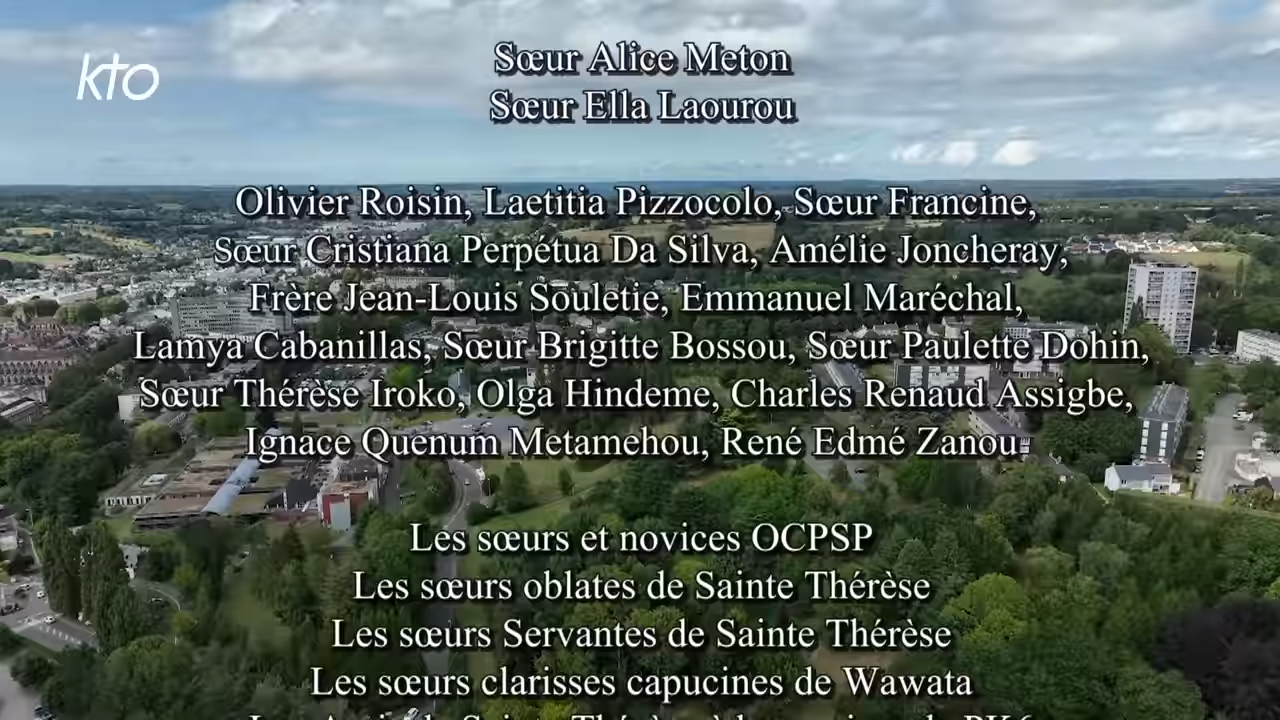 kto
Sœur Alice Meton
Sœur Ella Laourou
Olivier Roisin, Laetitia Pizzocolo, Sœur Francine,
Sœur Cristiana Perpétua Da Silva, Amélie Joncheray,
Frère Jean-Louis Souletie, Emmanuel Maréchal,
Lamya Cabanillas, Sœur Brigitte Bossou, Sœur Paulette Dohin,
Sœur Thérèse Iroko, Olga Hindeme, Charles Renaud Assigbe,
Ignace Quenum Metamehou, René Edmé Zanou
Les sœurs et novices OCPSP
Les sœurs oblates de Sainte Thérèse
Les sœurs Servantes de Sainte Thérèse
Les sœurs clarisses capucines de Wawata